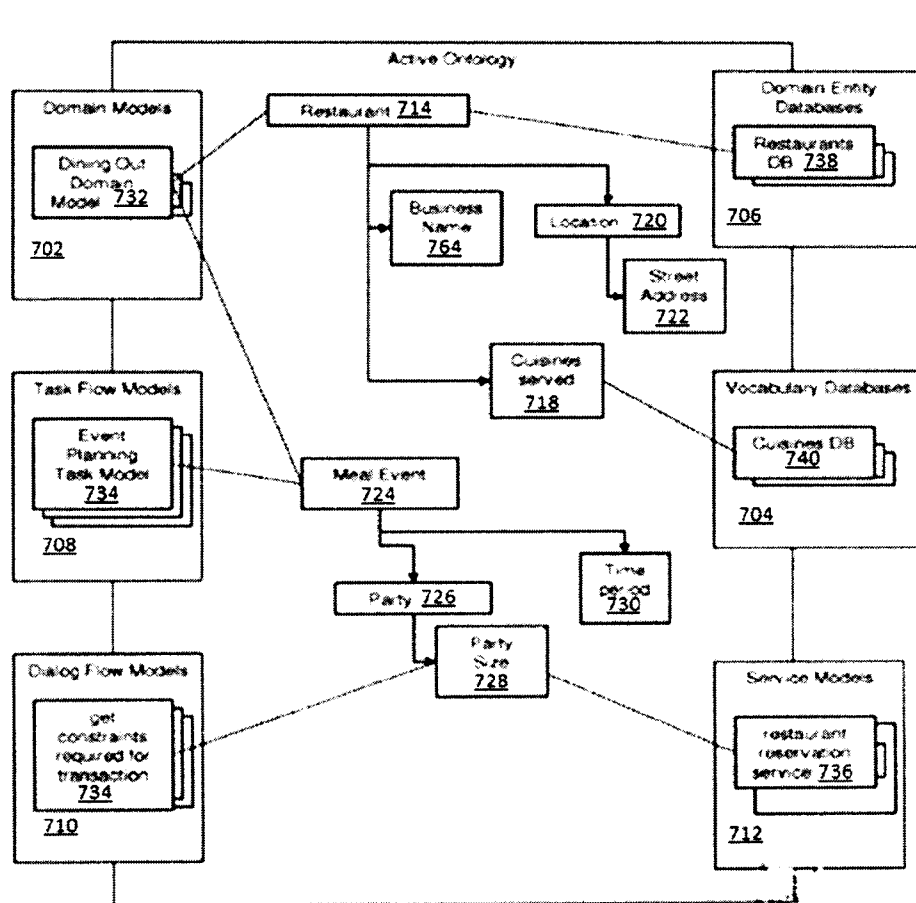 Active Ontology
Domain Models
Dining Out
Domain
Model 732
702
Restaurant 714
Domain Entity
Databases
Restaurants
DB 738
706
Business
Name
764
Location 720
Street
Address
722
Cuisines
served
718
Task Flow Models
Event
Planning
Task Model
734
708
Vocabulary Databases
Cuisines DB
740
704
Meal Event
724
Time
period
730
Party 726
Party
Size
728
Dialog Flow Models
get
constraints
required for
transaction
734
710
Service Models
restaurant
reservation
service 736
712